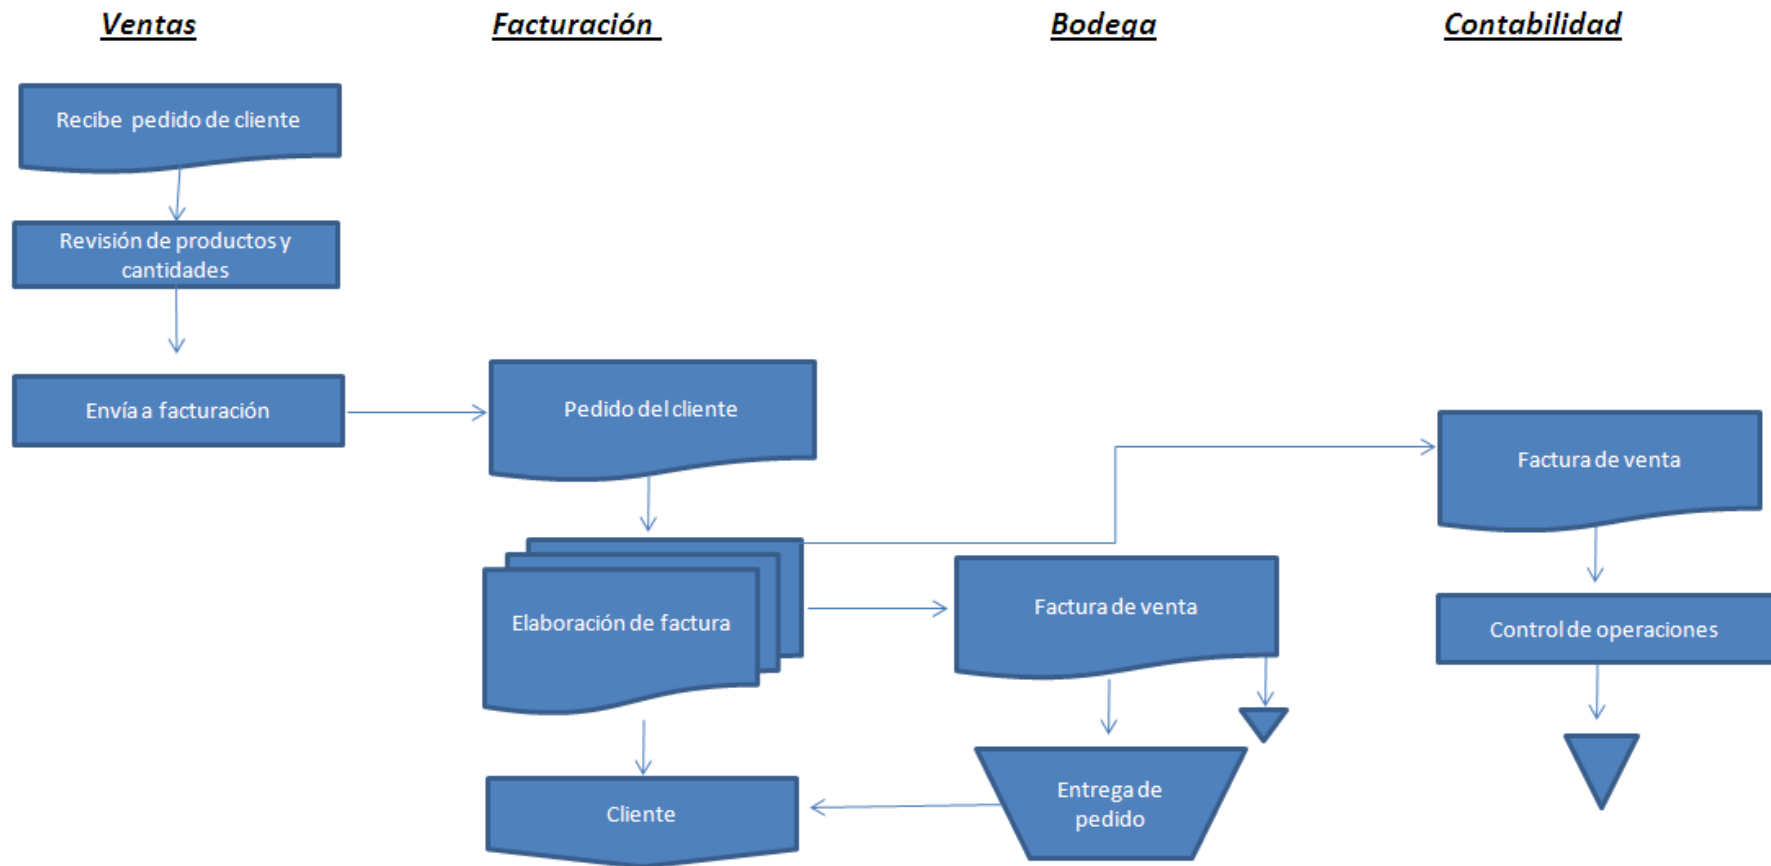 Ventas
Facturación
Bodega
Contabilidad
Recibe pedido de cliente
Revisión de productos y
cantidades
Envía a facturación
Pedido del cliente
Elaboración de factura
Cliente
Factura de venta
Entrega de
pedido
Factura de venta
Control de operaciones